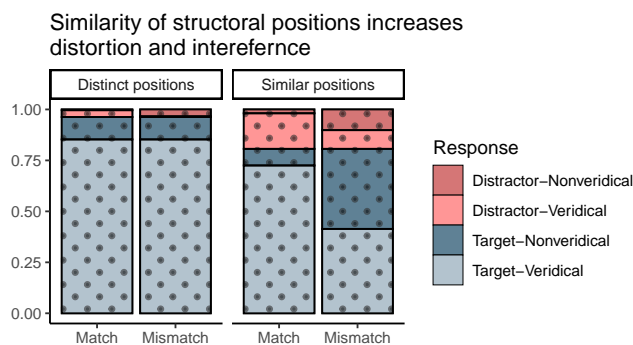 Similarity of structoral positions increases
distortion and interefernce
Distinct positions
Similar positions
1.00
0.75
0.50
0.25
0.00
Match
Mismatch
Match
Mismatch
Response
Distractor−Nonveridical
Distractor−Veridical
Target−Nonveridical
Target−Veridical